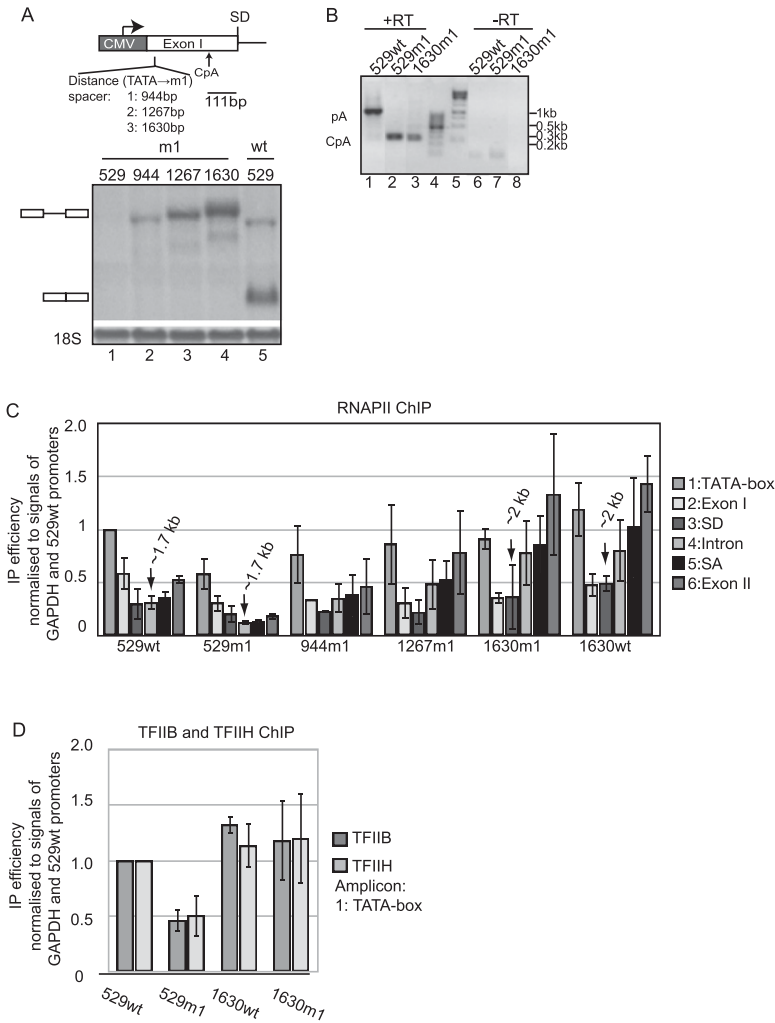 A
SD
CMV
Exon I
CpA
Distance (TATA→m1)
spacer: 1: 944bp
2: 1267bp
3: 1630bp
111bp
m1
wt
529 944 1267 1630 529
18S
1 2 3 4 5
B
+RT
-RT
529wt
529m1
1630m1
529wt
529m1
1630m1
pA
CpA
1kb
0.5kb
0.3kb
0.2kb
1 2 3 4 5 6 7 8
C
RNAPII ChIP
IP efficiency
normalised to signals of
GAPDH and 529wt promoters
2.0
1.5
1
0.5
0
~1.7 kb
~1.7 kb
~2 kb
~2 kb
529wt 529m1 944m1 1267m1 1630m1 1630wt
1:TATA-box
2:Exon I
3:SD
4:Intron
5:SA
6:Exon II
D
TFIIB and TFIIH ChIP
IP efficiency
normalised to signals of
GAPDH and 529wt promoters
2.0
1.5
1.0
0.5
0
529wt
529m1
1630wt
1630m1
TFIIB
TFIIH
Amplicon:
1: TATA-box